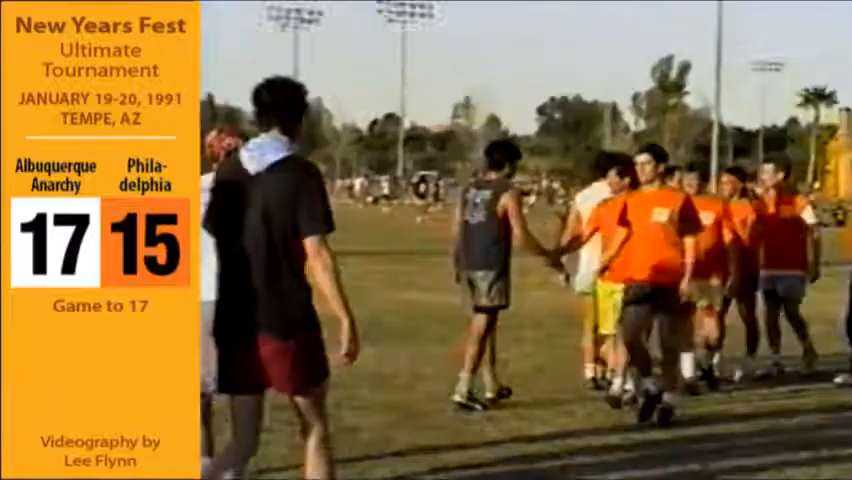 New Years Fest
Ultimate
Tournament
JANUARY 19-20, 1991
TEMPE, AZ
Albuquerque
Anarchy
Phila-
delphia
17
15
Game to 17
Videography by
Lee Flynn